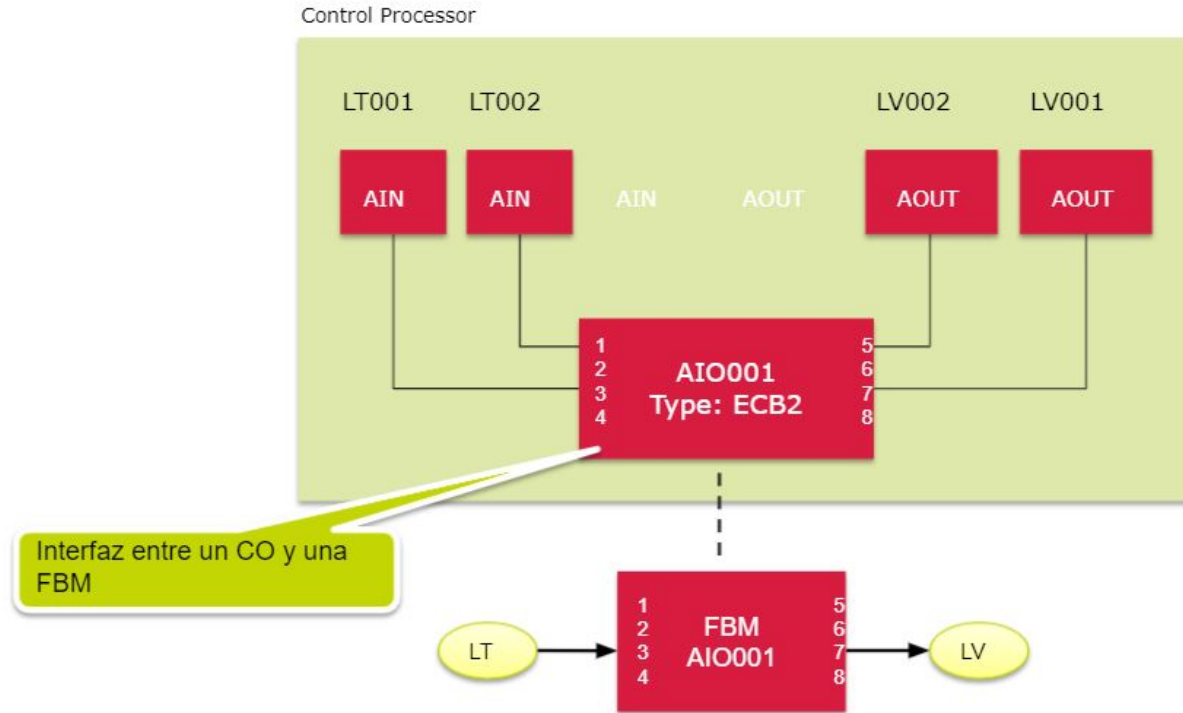 Control Processor
LT001
LT002
LV002
LV001
AIN
AIN
AIN
AOUT
AOUT
AOUT
1
2
3
4
AIO001
Type: ECB2
5
6
7
8
Interfaz entre un CO y una
FBM
LT
1
2
3
4
FBM
AIO001
5
6
7
8
LV